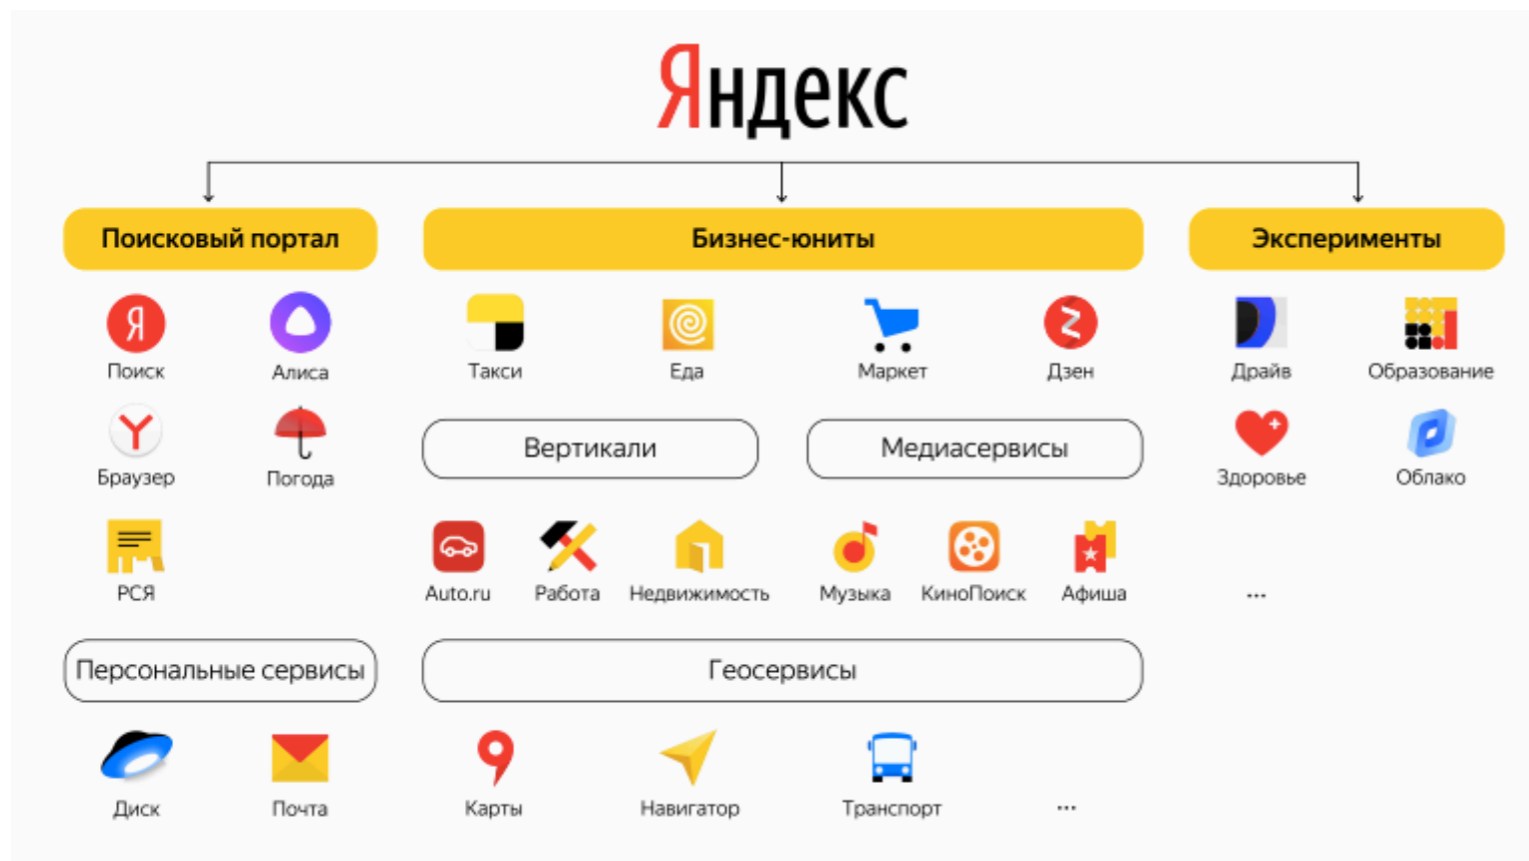 Яндекс
Поисковый портал
Бизнес-юниты
Эксперименты
Поиск
Алиса
Такси
Еда
Маркет
Дзен
Драйв
Образование
Браузер
Погода
Вертикали
Медиасервисы
Здоровье
Облако
РСЯ
Auto.ru
Работа
Недвижимость
Музыка
КиноПоиск
Афиша
...
Персональные сервисы
Геосервисы
Диск
Почта
Карты
Навигатор
Транспорт
...